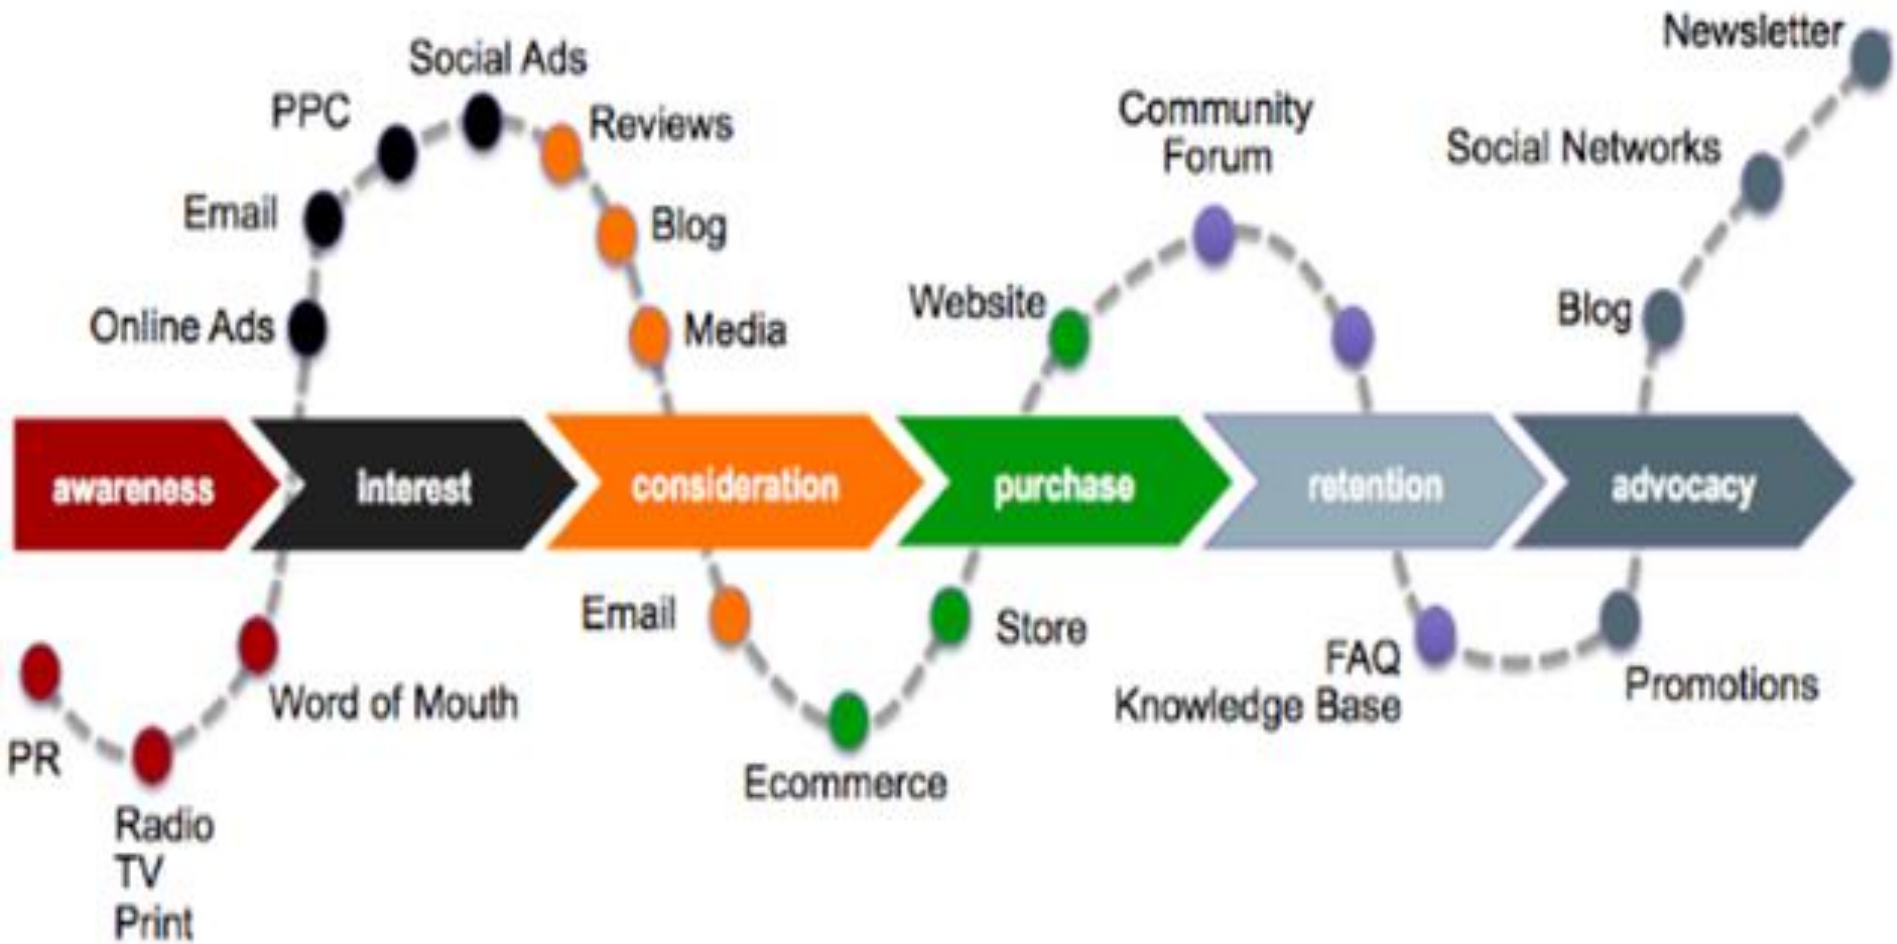 Newsletter
Social Ads
PPC
Reviews
Community
Forum
Social Networks
Email
Blog
Website
Blog
Online Ads
Media
awareness
interest
consideration
purchase
retention
advocacy
Email
Store
FAQ
Knowledge Base
Promotions
Word of Mouth
PR
Ecommerce
Radio
TV
Print